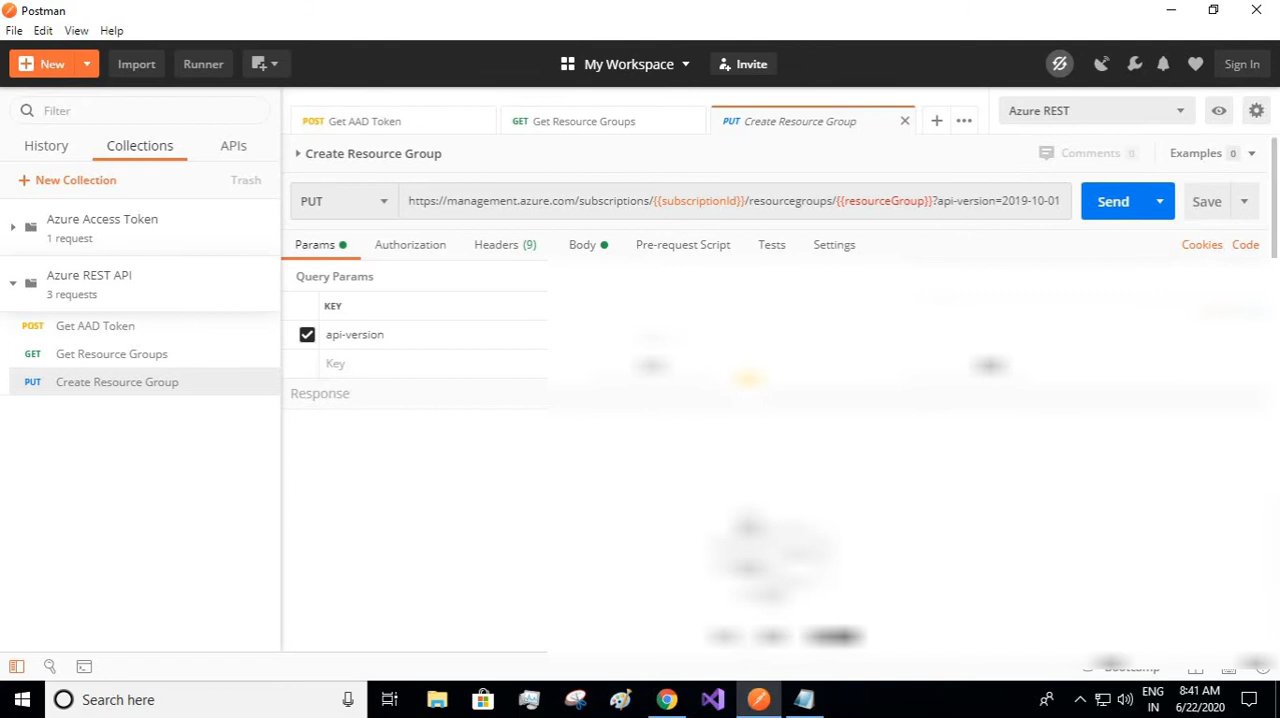 Postman
File Edit View Help
New Import Runner My Workspace Invite Sign In
Filter
History Collections APIs
New Collection Trash
Azure Access Token
1 request
Azure REST API
3 requests
POST Get AAD Token
GET Get Resource Groups
PUT Create Resource Group
POST Get AAD Token GET Get Resource Groups PUT Create Resource Group Azure REST
Create Resource Group Comments 0 Examples 0
PUT https://management.azure.com/subscriptions/{{subscriptionId}}/resourcegroups/{{resourceGroup}}?api-version=2019-10-01 Send Save
Params Authorization Headers (9) Body Pre-request Script Tests Settings Cookies Code
Query Params
KEY
api-version
Key
Response
Bootcamp
Search here
ENG
IN
8:41 AM
6/22/2020